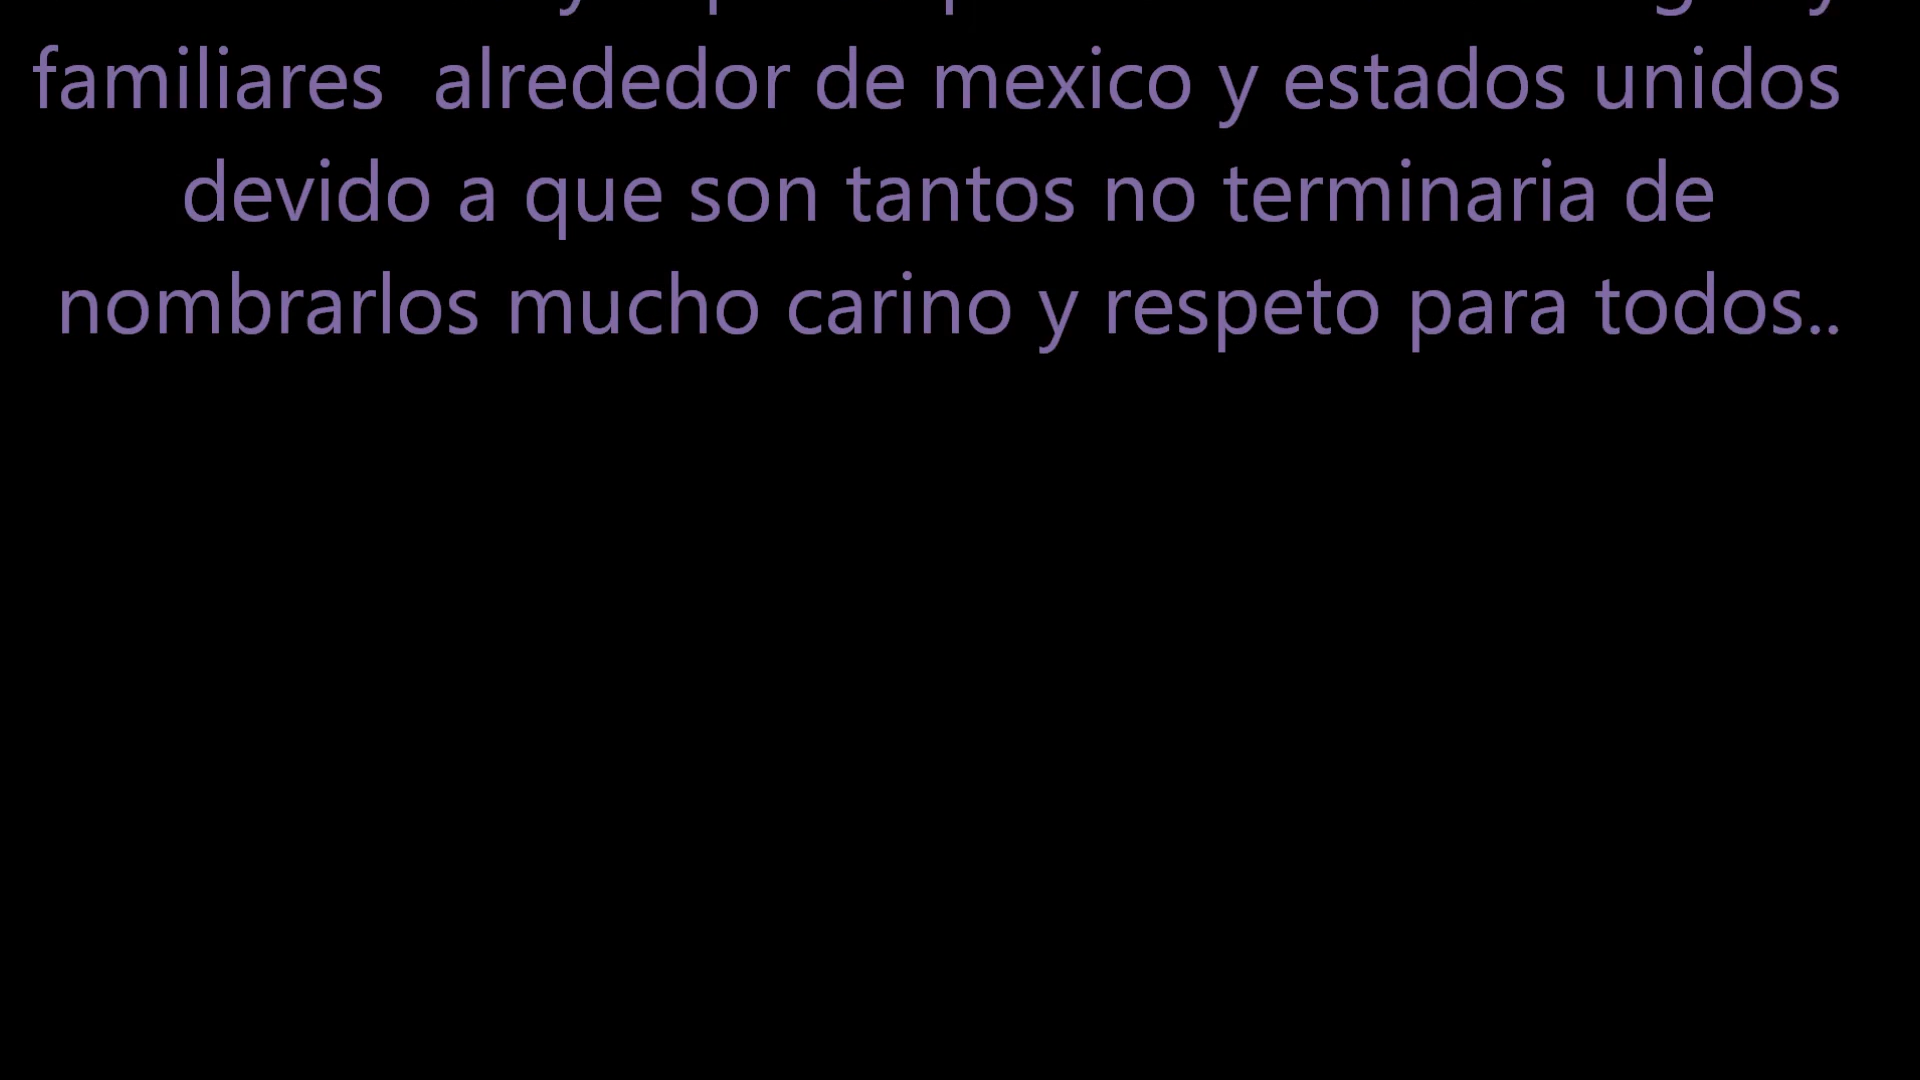 familiares  alrededor de mexico y estados unidos
devido a que son tantos no terminaria de
nombrarlos mucho carino y respeto para todos..